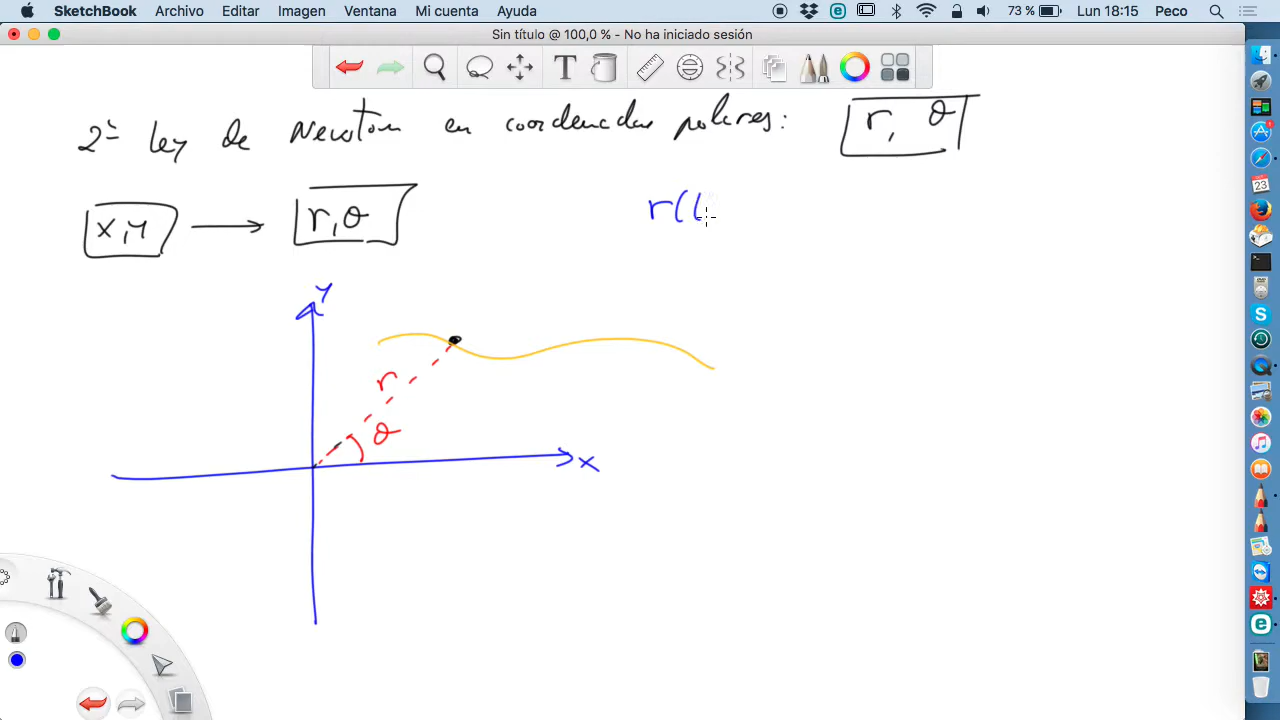 SketchBook Archivo Editar Imagen Ventana Mi cuenta Ayuda 73 % Lun 18:15 Peco
Sin título @ 100,0 % - No ha iniciado sesión
2ª ley de Newton en coordenadas polares: r, θ
x, y → r, θ
r(
y
r
θ
x